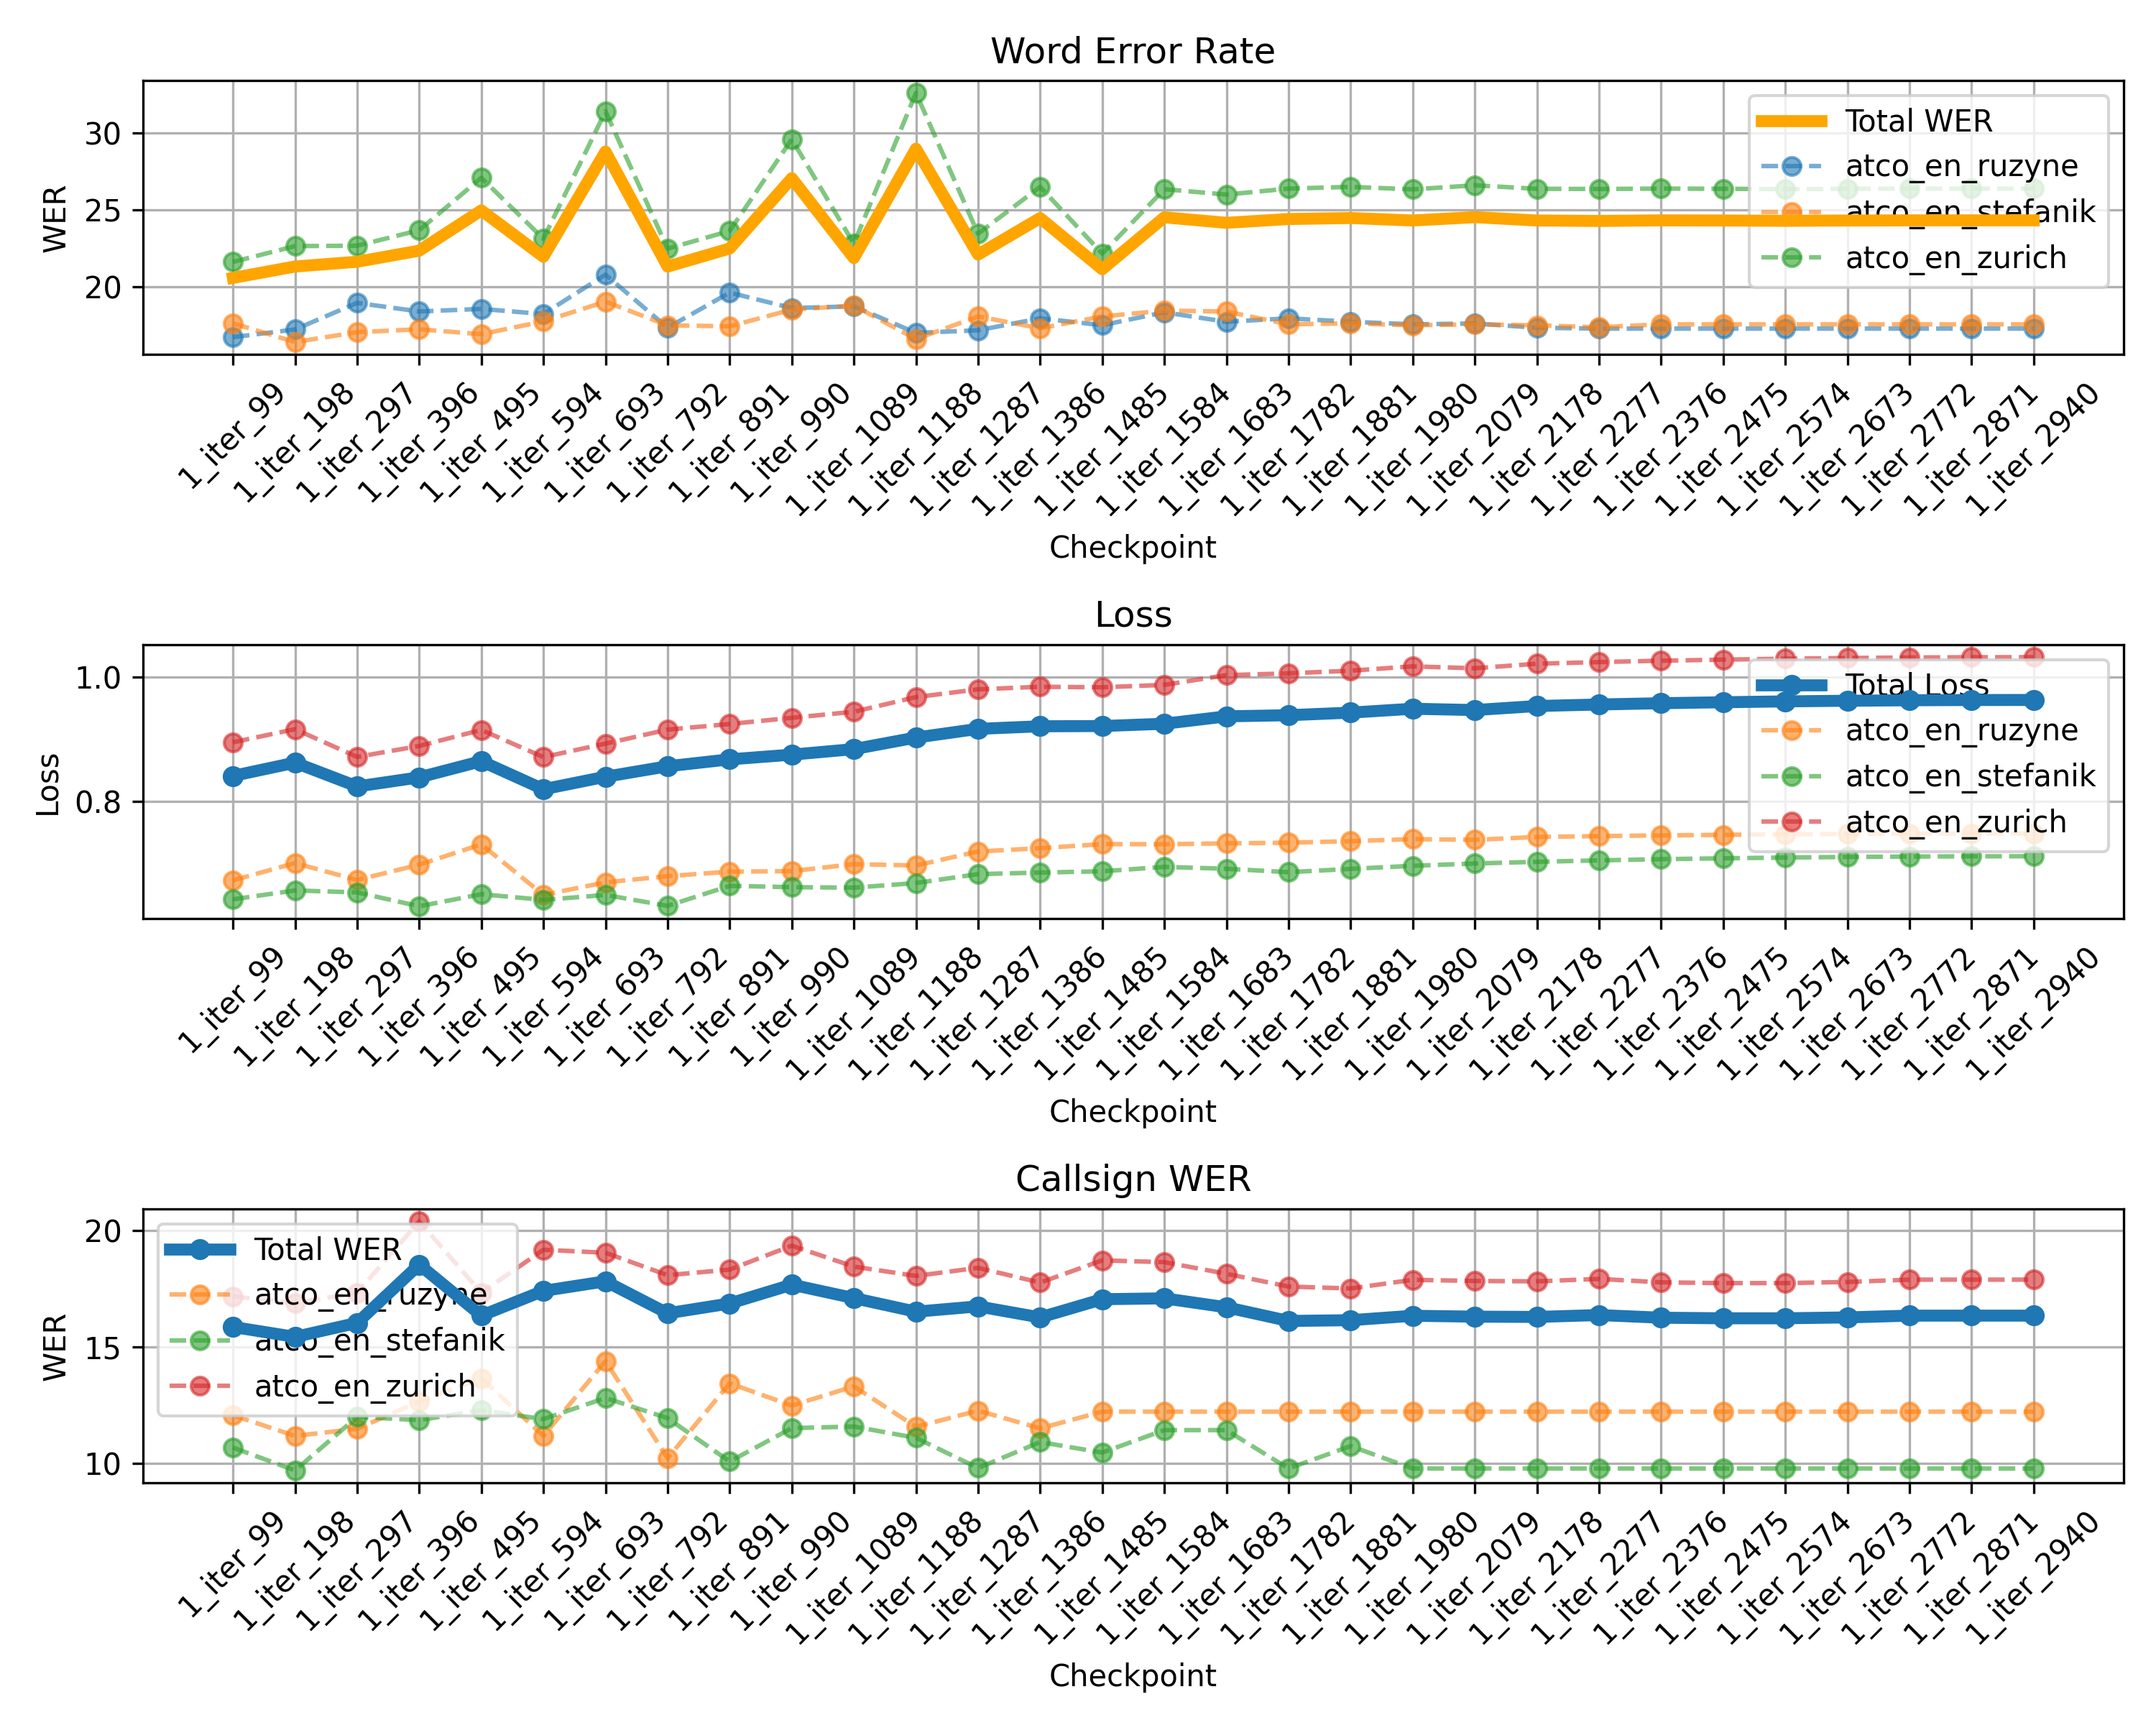 Word Error Rate
WER
30
25
20
Total WER
atco_en_ruzyne
atco_en_stefanik
atco_en_zurich
1_iter_99
1_iter_198
1_iter_297
1_iter_396
1_iter_495
1_iter_594
1_iter_693
1_iter_792
1_iter_891
1_iter_990
1_iter_1089
1_iter_1188
1_iter_1287
1_iter_1386
1_iter_1485
1_iter_1584
1_iter_1683
1_iter_1782
1_iter_1881
1_iter_1980
1_iter_2079
1_iter_2178
1_iter_2277
1_iter_2376
1_iter_2475
1_iter_2574
1_iter_2673
1_iter_2772
1_iter_2871
1_iter_2940
Checkpoint
Loss
Loss
1.0
0.8
Total Loss
atco_en_ruzyne
atco_en_stefanik
atco_en_zurich
1_iter_99
1_iter_198
1_iter_297
1_iter_396
1_iter_495
1_iter_594
1_iter_693
1_iter_792
1_iter_891
1_iter_990
1_iter_1089
1_iter_1188
1_iter_1287
1_iter_1386
1_iter_1485
1_iter_1584
1_iter_1683
1_iter_1782
1_iter_1881
1_iter_1980
1_iter_2079
1_iter_2178
1_iter_2277
1_iter_2376
1_iter_2475
1_iter_2574
1_iter_2673
1_iter_2772
1_iter_2871
1_iter_2940
Checkpoint
Callsign WER
WER
20
15
10
Total WER
atco_en_ruzyne
atco_en_stefanik
atco_en_zurich
1_iter_99
1_iter_198
1_iter_297
1_iter_396
1_iter_495
1_iter_594
1_iter_693
1_iter_792
1_iter_891
1_iter_990
1_iter_1089
1_iter_1188
1_iter_1287
1_iter_1386
1_iter_1485
1_iter_1584
1_iter_1683
1_iter_1782
1_iter_1881
1_iter_1980
1_iter_2079
1_iter_2178
1_iter_2277
1_iter_2376
1_iter_2475
1_iter_2574
1_iter_2673
1_iter_2772
1_iter_2871
1_iter_2940
Checkpoint